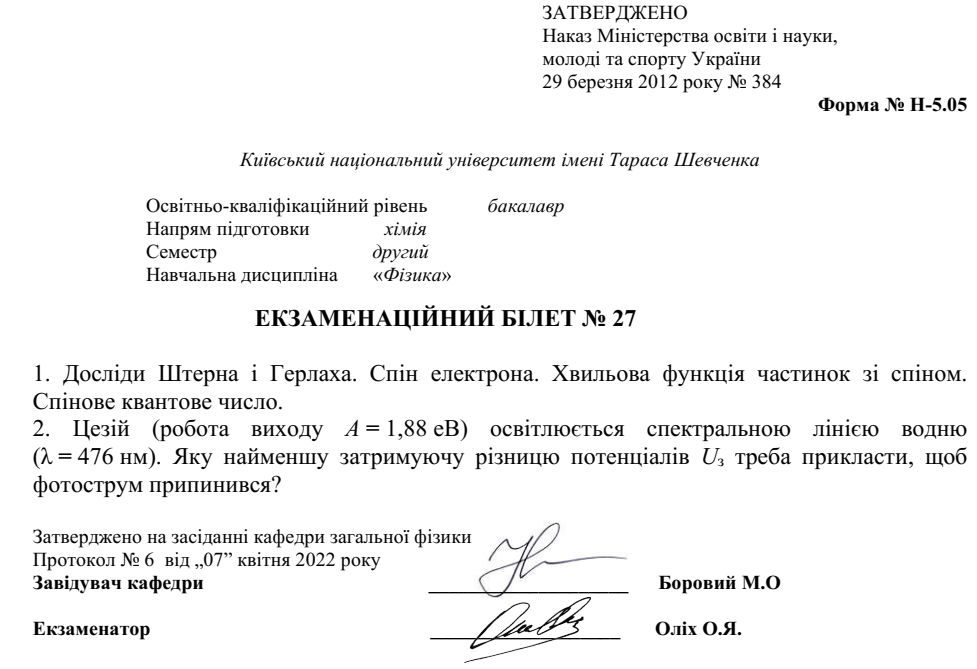 ЗАТВЕРДЖЕНО
Наказ Міністерства освіти і науки,
молоді та спорту України
29 березня 2012 року № 384
Форма № Н-5.05
Київський національний університет імені Тараса Шевченка
Освітньо-кваліфікаційний рівень бакалавр
Напрям підготовки хімія
Семестр другий
Навчальна дисципліна «Фізика»
ЕКЗАМЕНАЦІЙНИЙ БІЛЕТ № 27
1. Досліди Штерна і Герлаха. Спін електрона. Хвильова функція частинок зі спіном.
Спінове квантове число.
2. Цезій (робота виходу A = 1,88 еВ) освітлюється спектральною лінією водню
(λ = 476 нм). Яку найменшу затримуючу різницю потенціалів Uз треба прикласти, щоб
фотострум припинився?
Затверджено на засіданні кафедри загальної фізики
Протокол № 6 від „07” квітня 2022 року
Завідувач кафедри ____________________ Боровий М.О
Екзаменатор ____________________ Оліх О.Я.